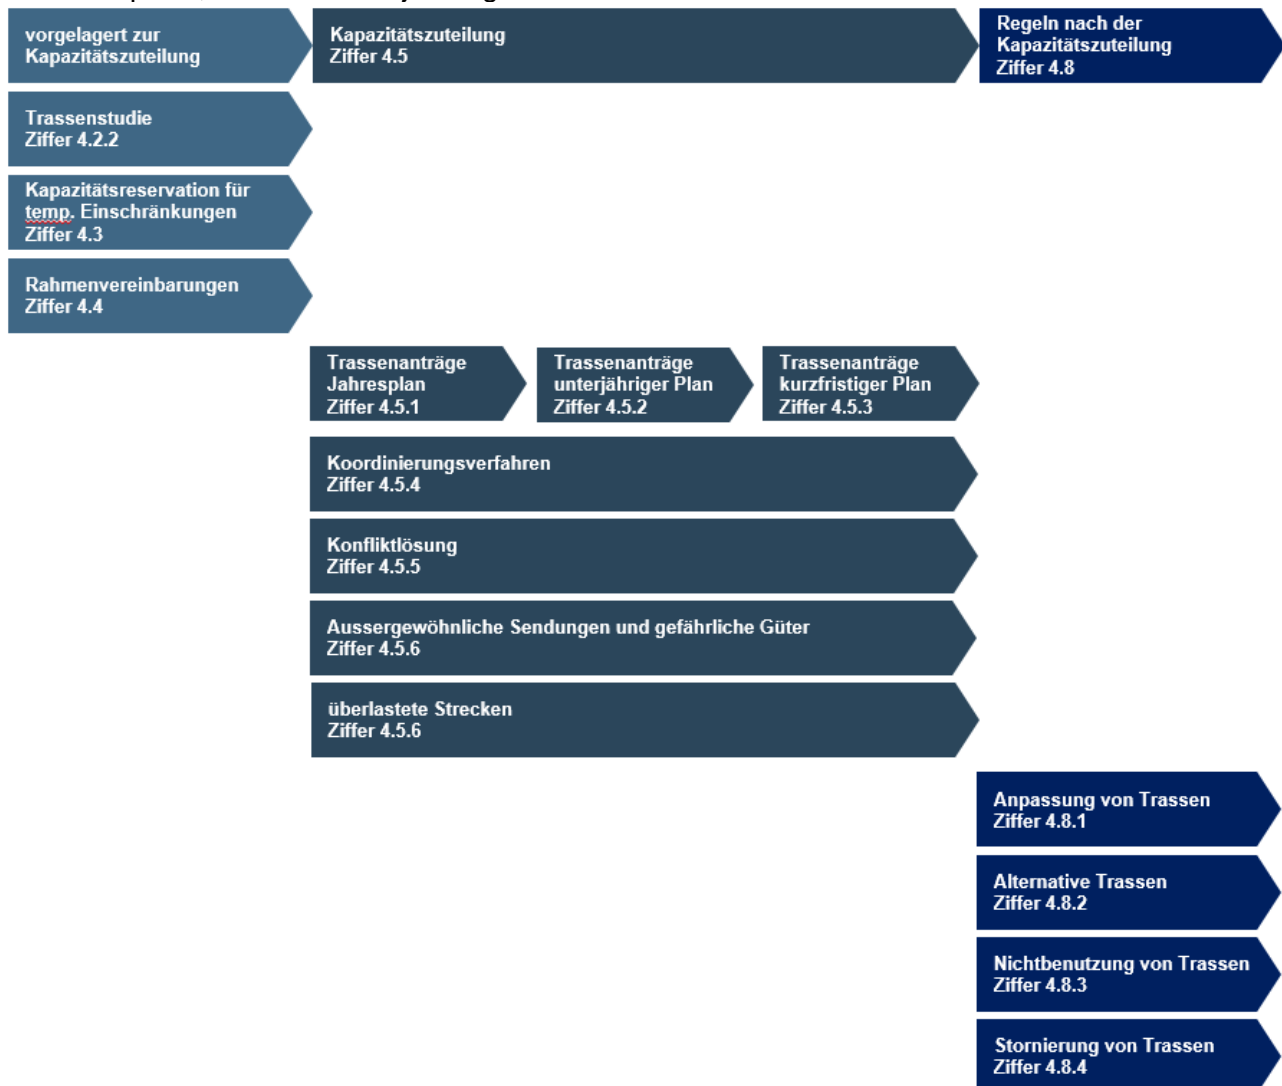 vorgelagert zur
Kapazitätszuteilung
Kapazitätszuteilung
Ziffer 4.5
Regeln nach der
Kapazitätszuteilung
Ziffer 4.8
Trassenstudie
Ziffer 4.2.2
Kapazitätsreservation für
temp. Einschränkungen
Ziffer 4.3
Rahmenvereinbarungen
Ziffer 4.4
Trassenanträge
Jahresplan
Ziffer 4.5.1
Trassenanträge
unterjähriger Plan
Ziffer 4.5.2
Trassenanträge
kurzfristiger Plan
Ziffer 4.5.3
Koordinierungsverfahren
Ziffer 4.5.4
Konfliktlösung
Ziffer 4.5.5
Aussergewöhnliche Sendungen und gefährliche Güter
Ziffer 4.5.6
überlastete Strecken
Ziffer 4.5.6
Anpassung von Trassen
Ziffer 4.8.1
Alternative Trassen
Ziffer 4.8.2
Nichtbenutzung von Trassen
Ziffer 4.8.3
Stornierung von Trassen
Ziffer 4.8.4